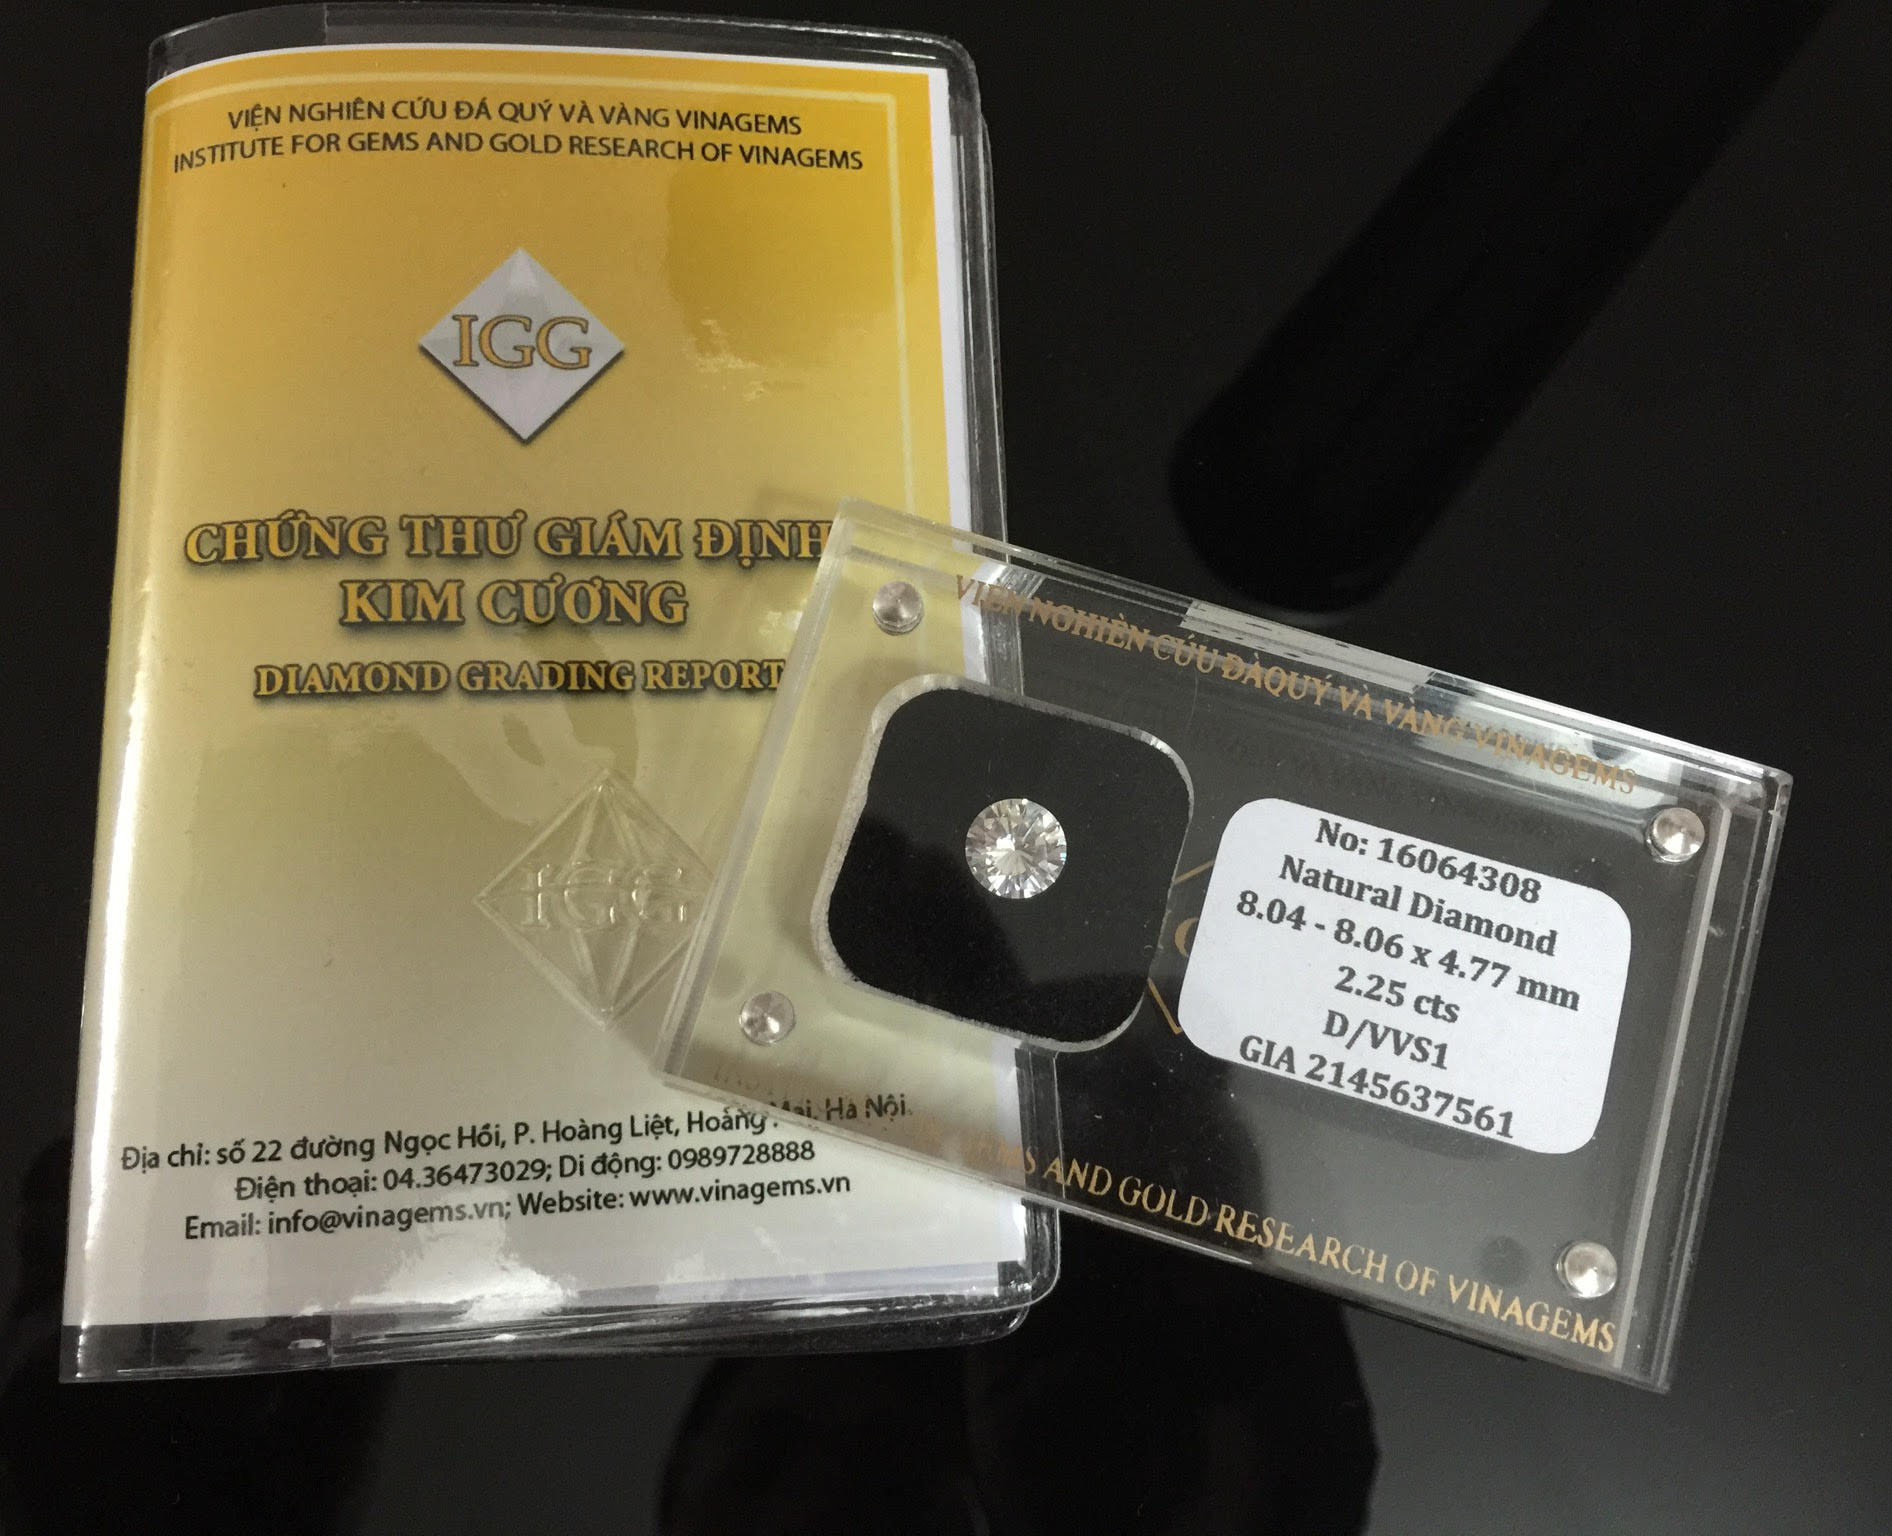 VIỆN NGHIÊN CỨU ĐÁ QUÝ VÀ VÀNG VINAGEMS
INSTITUTE FOR GEMS AND GOLD RESEARCH OF VINAGEMS
IGG
CHỨNG THƯ GIÁM ĐỊNH
KIM CƯƠNG
DIAMOND GRADING REPORT
IGG
Địa chỉ: số 22 đường Ngọc Hồi, P. Hoàng Liệt, Hoàng Mai, Hà Nội.
Điện thoại: 04.36473029; Di động: 0989728888
Email: info@vinagems.vn; Website: www.vinagems.vn
VIỆN NGHIÊN CỨU ĐÀ QUÝ VÀ VÀNG VINAGEMS
No: 16064308
Natural Diamond
8.04 - 8.06 x 4.77 mm
2.25 cts
D/VVS1
GIA 2145637561
GEMS AND GOLD RESEARCH OF VINAGEMS